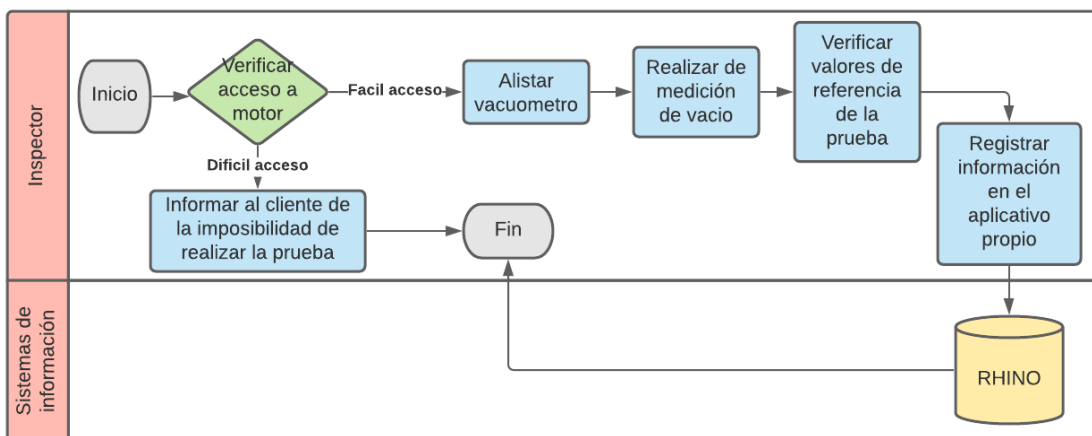 Inspector
Inicio
Verificar
acceso a
motor
Facil acceso
Dificil acceso
Alistar
vacuometro
Realizar de
medición
de vacio
Verificar
valores de
referencia
de la
prueba
Registrar
información
en el
aplicativo
propio
Informar al cliente de
la imposibilidad de
realizar la prueba
Fin
Sistemas de
información
RHINO